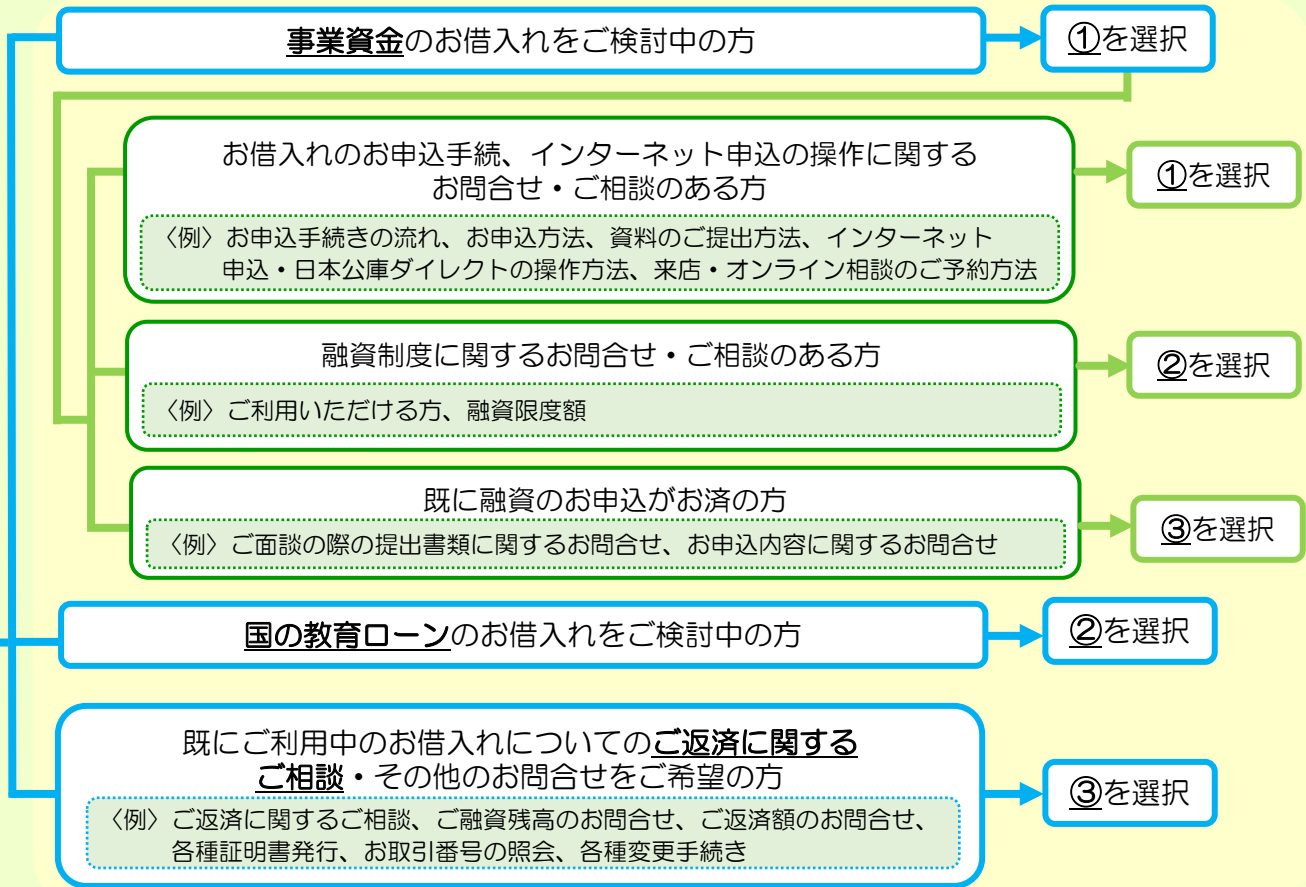 事業資金のお借入れをご検討中の方
①を選択
お借入れのお申込手続、インターネット申込の操作に関する
お問合せ・ご相談のある方
①を選択
〈例〉お申込手続きの流れ、お申込方法、資料のご提出方法、インターネット
申込・日本公庫ダイレクトの操作方法、来店・オンライン相談のご予約方法
融資制度に関するお問合せ・ご相談のある方
②を選択
〈例〉ご利用いただける方、融資限度額
既に融資のお申込がお済の方
③を選択
〈例〉ご面談の際の提出書類に関するお問合せ、お申込内容に関するお問合せ
国の教育ローンのお借入れをご検討中の方
②を選択
既にご利用中のお借入れについてのご返済に関する
ご相談・その他のお問合せをご希望の方
③を選択
〈例〉ご返済に関するご相談、ご融資残高のお問合せ、ご返済額のお問合せ、
各種証明書発行、お取引番号の照会、各種変更手続き